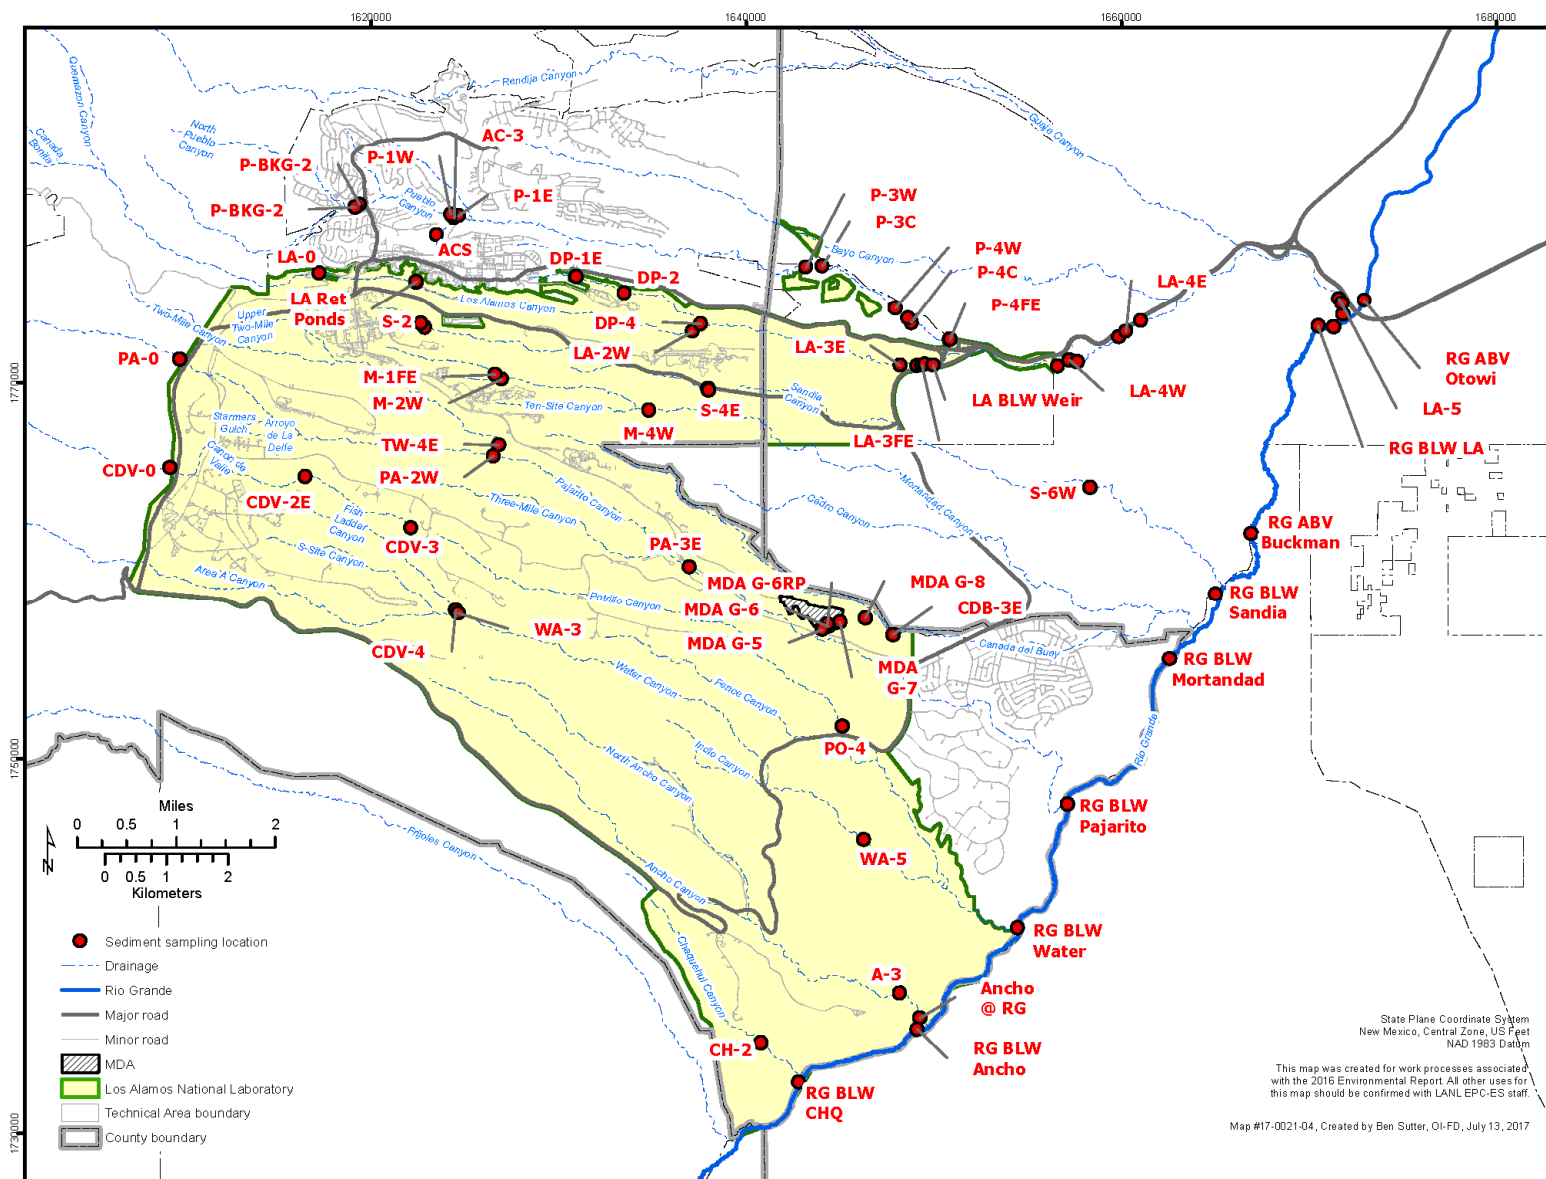 1620000
1640000
1660000
1680000
1770000
1750000
1730000
Rendija Canyon
Guaje Canyon
Quemazon Canyon
Canada
Bonita
North
Pueblo
Canyon
AC-3
P-1W
P-BKG-2
P-1E
P-BKG-2
Pueblo
Canyon
ACS
P-3W
P-3C
Bayo Canyon
P-4W
P-4C
P-4FE
LA-4E
LA-0
DP-1E
DP-2
LA Ret
Ponds
Los Alamos Canyon
Two-Mile Canyon
Upper
Two-Mile
Canyon
S-2
DP-4
LA-2W
LA-3E
PA-0
M-1FE
M-2W
Ten-Site Canyon
S-4E
Sandia
Canyon
M-4W
LA BLW Weir
LA-3FE
LA-4W
RG ABV
Otowi
LA-5
RG BLW LA
Starmers
Gulch
Arroyo
de La
Delfe
TW-4E
PA-2W
Canon de
Valle
CDV-0
CDV-2E
Pajarito Canyon
Three-Mile Canyon
Cedro Canyon
Mortandad Canyon
S-6W
Fish
Laddar
Canyon
CDV-3
S-Site Canyon
Area A Canyon
PA-3E
RG ABV
Buckman
MDA G-6RP
MDA G-8
MDA G-6
CDB-3E
MDA G-5
MDA
G-7
Potrillo Canyon
RG BLW
Sandia
Canada del Buey
RG BLW
Mortandad
WA-3
CDV-4
Water Canyon
Fence Canyon
PO-4
Indio Canyon
North Ancho Canyon
Rio Grande
RG BLW
Pajarito
WA-5
Frijoles Canyon
Ancho Canyon
Chaquehui Canyon
RG BLW
Water
A-3
Ancho
@ RG
RG BLW
Ancho
CH-2
RG BLW
CHQ
Miles
0 0.5 1 2
0 0.5 1 2
Kilometers
N
Sediment sampling location
Drainage
Rio Grande
Major road
Minor road
MDA
Los Alamos National Laboratory
Technical Area boundary
County boundary
State Plane Coordinate System
New Mexico, Central Zone, US Feet
NAD 1983 Datum
This map was created for work processes associated
with the 2016 Environmental Report. All other uses for
this map should be confirmed with LANL EPC-ES staff.
Map #17-0021-04, Created by Ben Sutter, OI-FD, July 13, 2017